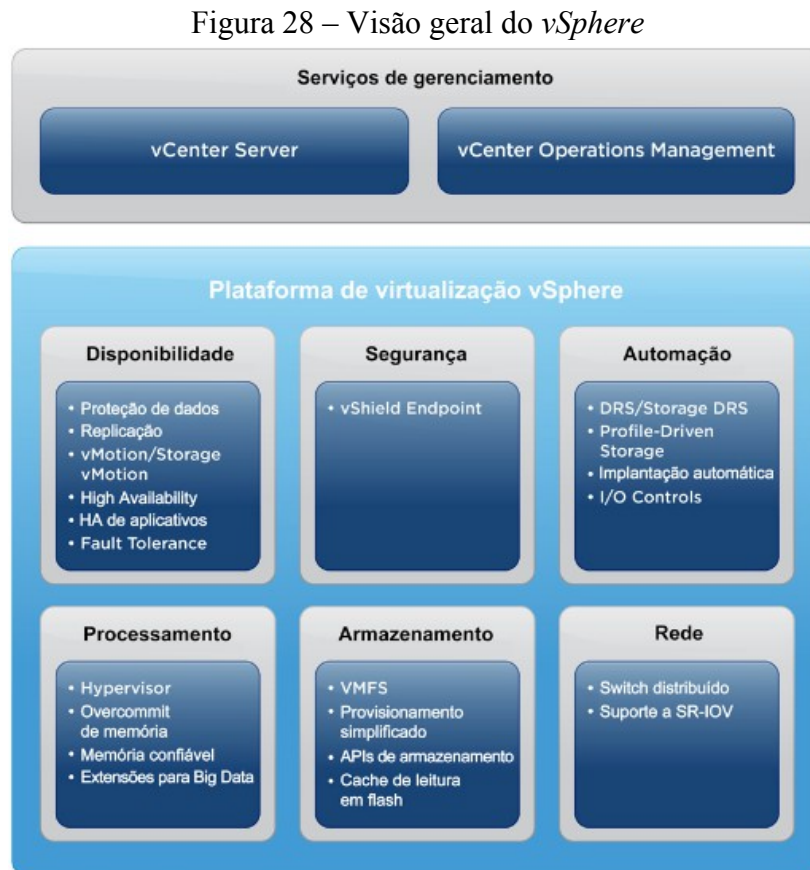 Figura 28 – Visão geral do vSphere
Serviços de gerenciamento
vCenter Server
vCenter Operations Management
Plataforma de virtualização vSphere
Disponibilidade
• Proteção de dados
• Replicação
• vMotion/Storage
vMotion
• High Availability
• HA de aplicativos
• Fault Tolerance
Segurança
• vShield Endpoint
Automação
• DRS/Storage DRS
• Profile-Driven
Storage
• Implantação automática
• I/O Controls
Processamento
• Hypervisor
• Overcommit
de memória
• Memória confiável
• Extensões para Big Data
Armazenamento
• VMFS
• Provisionamento
simplificado
• APIs de armazenamento
• Cache de leitura
em flash
Rede
• Switch distribuído
• Suporte a SR-IOV